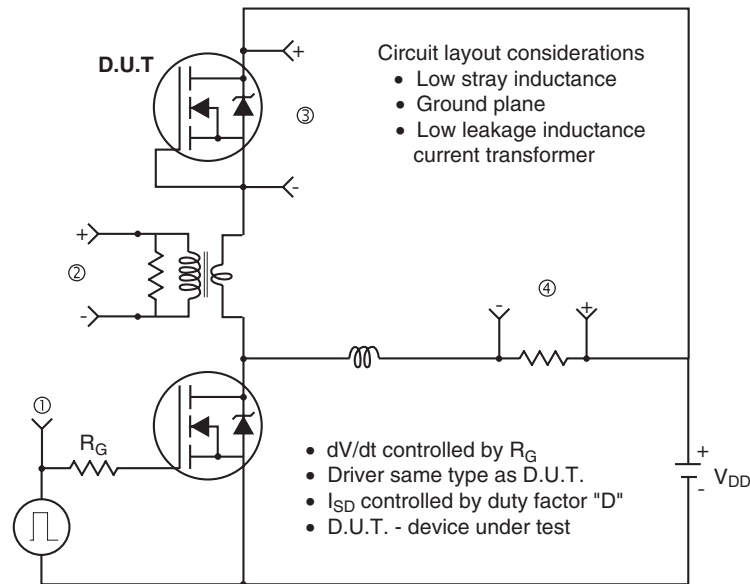 D.U.T
+
Circuit layout considerations
• Low stray inductance
• Ground plane
• Low leakage inductance
current transformer
③
-
+
②
-
④
-
+
①
R_G
+
V_DD
-
• dV/dt controlled by R_G
• Driver same type as D.U.T.
• I_SD controlled by duty factor "D"
• D.U.T. - device under test